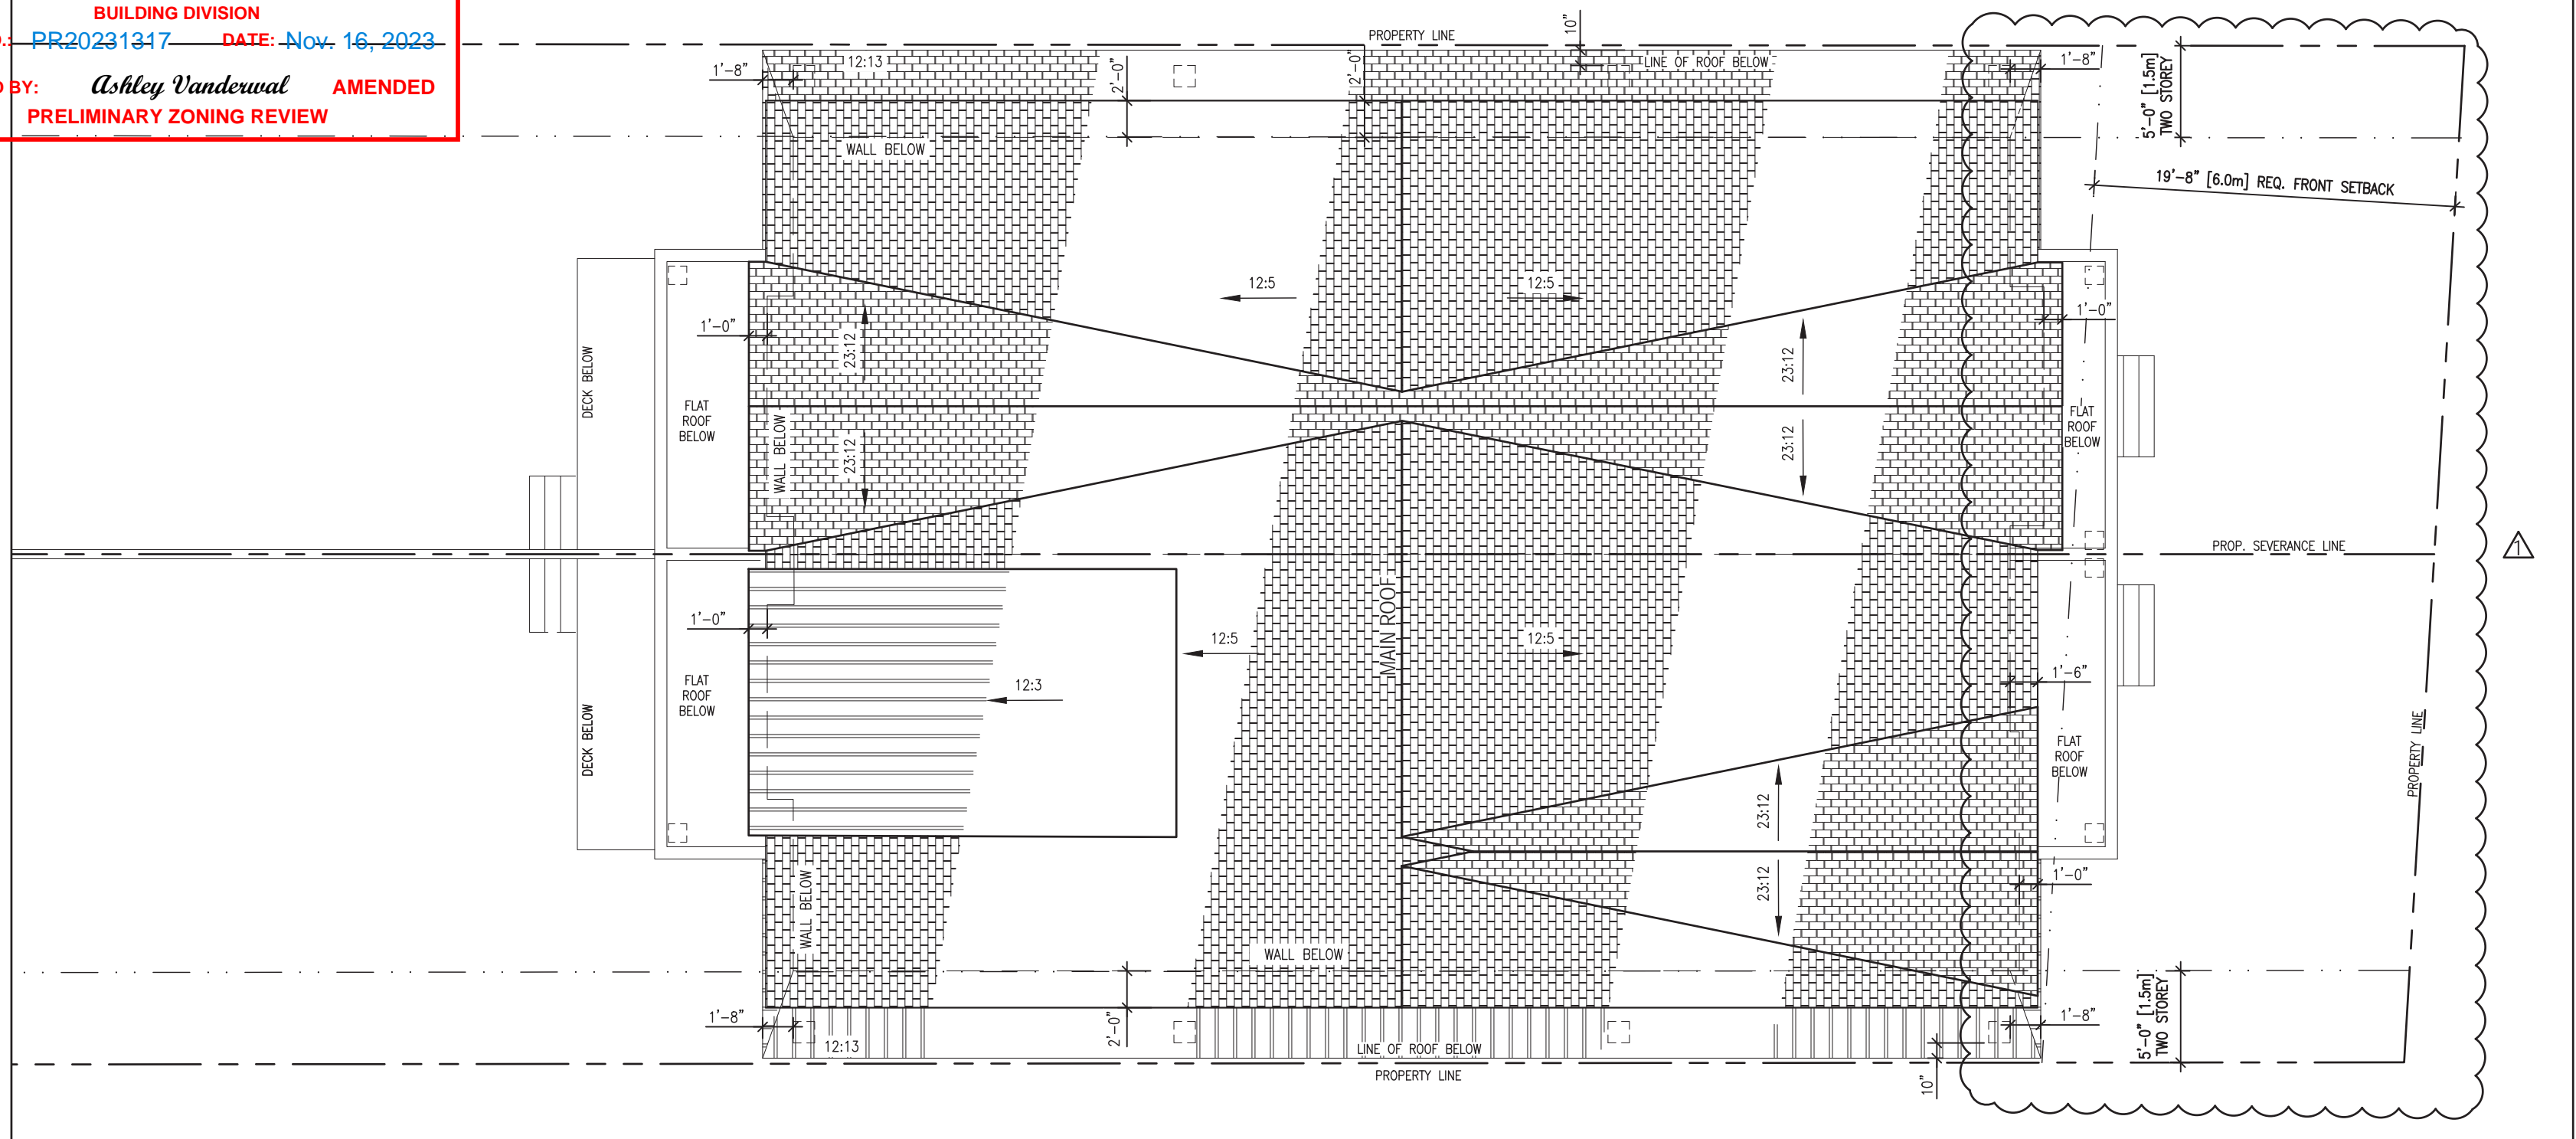 BUILDING DIVISION
PR20231317 DATE: Nov. 16, 2023
BY: Ashley Vanderwal AMENDED
PRELIMINARY ZONING REVIEW
PROPERTY LINE
10"
1'-8"
12:13
2'-0"
2'-0"
LINE OF ROOF BELOW
1'-8"
5'-0" [1.5m]
TWO STOREY
WALL BELOW
19'-8" [6.0m] REQ. FRONT SETBACK
12:5
12:5
1'-0"
1'-0"
23:12
23:12
DECK BELOW
FLAT
ROOF
BELOW
WALL BELOW
23:12
23:12
FLAT
ROOF
BELOW
PROP. SEVERANCE LINE
1
1'-0"
12:5
MAIN ROOF
12:5
12:3
1'-6"
FLAT
ROOF
BELOW
DECK BELOW
FLAT
ROOF
BELOW
PROPERTY LINE
23:12
23:12
1'-0"
WALL BELOW
WALL BELOW
1'-8"
12:13
2'-0"
LINE OF ROOF BELOW
1'-8"
5'-0" [1.5m]
TWO STOREY
PROPERTY LINE
10"